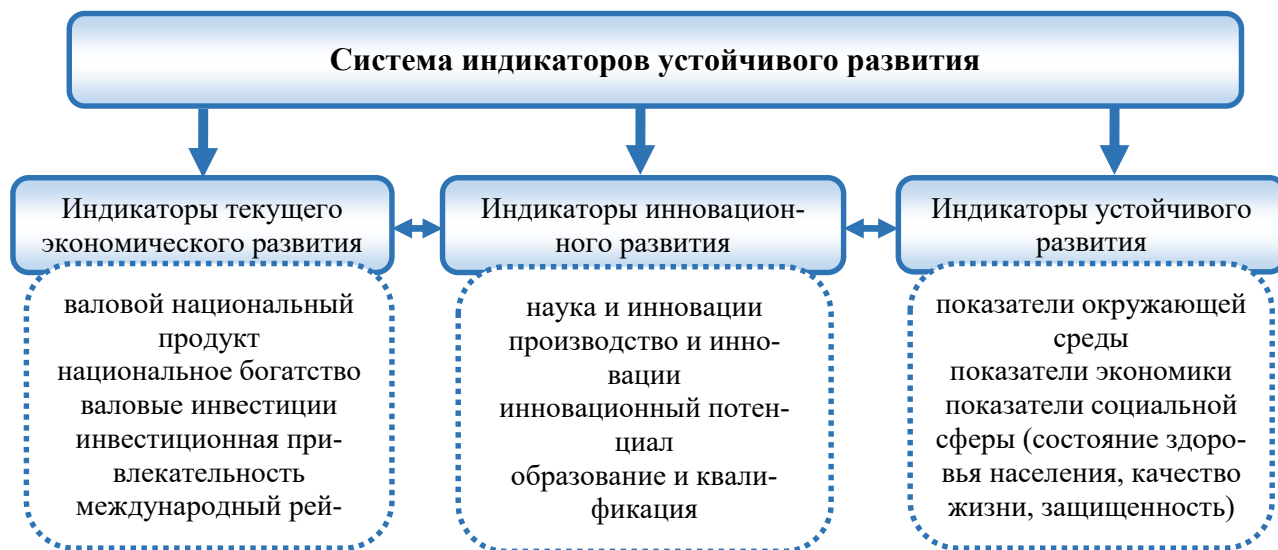 Система индикаторов устойчивого развития
Индикаторы текущего
экономического развития
валовой национальный
продукт
национальное богатство
валовые инвестиции
инвестиционная при-
влекательность
международный рей-
Индикаторы инновацион-
ного развития
наука и инновации
производство и инно-
вации
инновационный потен-
циал
образование и квали-
фикация
Индикаторы устойчивого
развития
показатели окружающей
среды
показатели экономики
показатели социальной
сферы (состояние здоро-
вья населения, качество
жизни, защищенность)